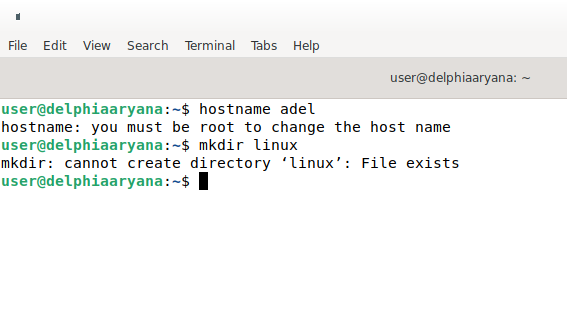 File Edit View Search Terminal Tabs Help
user@delphiaaryana: ~
user@delphiaaryana:~$ hostname adel
hostname: you must be root to change the host name
user@delphiaaryana:~$ mkdir linux
mkdir: cannot create directory ‘linux’: File exists
user@delphiaaryana:~$